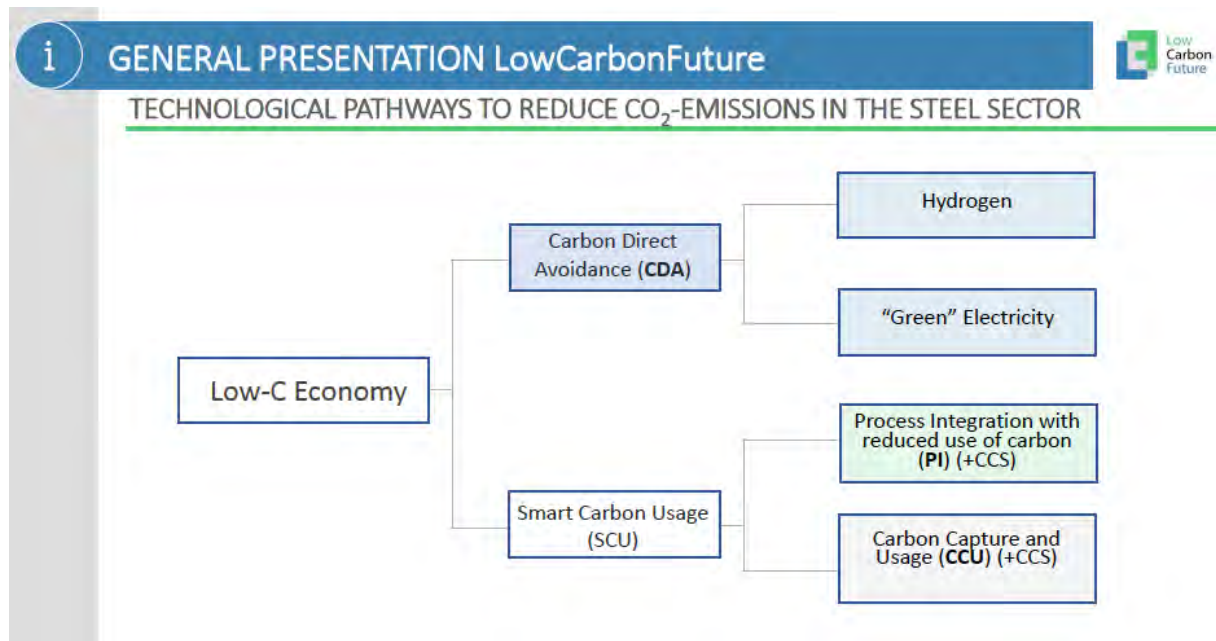 i
GENERAL PRESENTATION LowCarbonFuture
Low
Carbon
Future
TECHNOLOGICAL PATHWAYS TO REDUCE CO₂-EMISSIONS IN THE STEEL SECTOR
Low-C Economy
Carbon Direct
Avoidance (CDA)
Hydrogen
“Green” Electricity
Smart Carbon Usage
(SCU)
Process Integration with
reduced use of carbon
(PI) (+CCS)
Carbon Capture and
Usage (CCU) (+CCS)